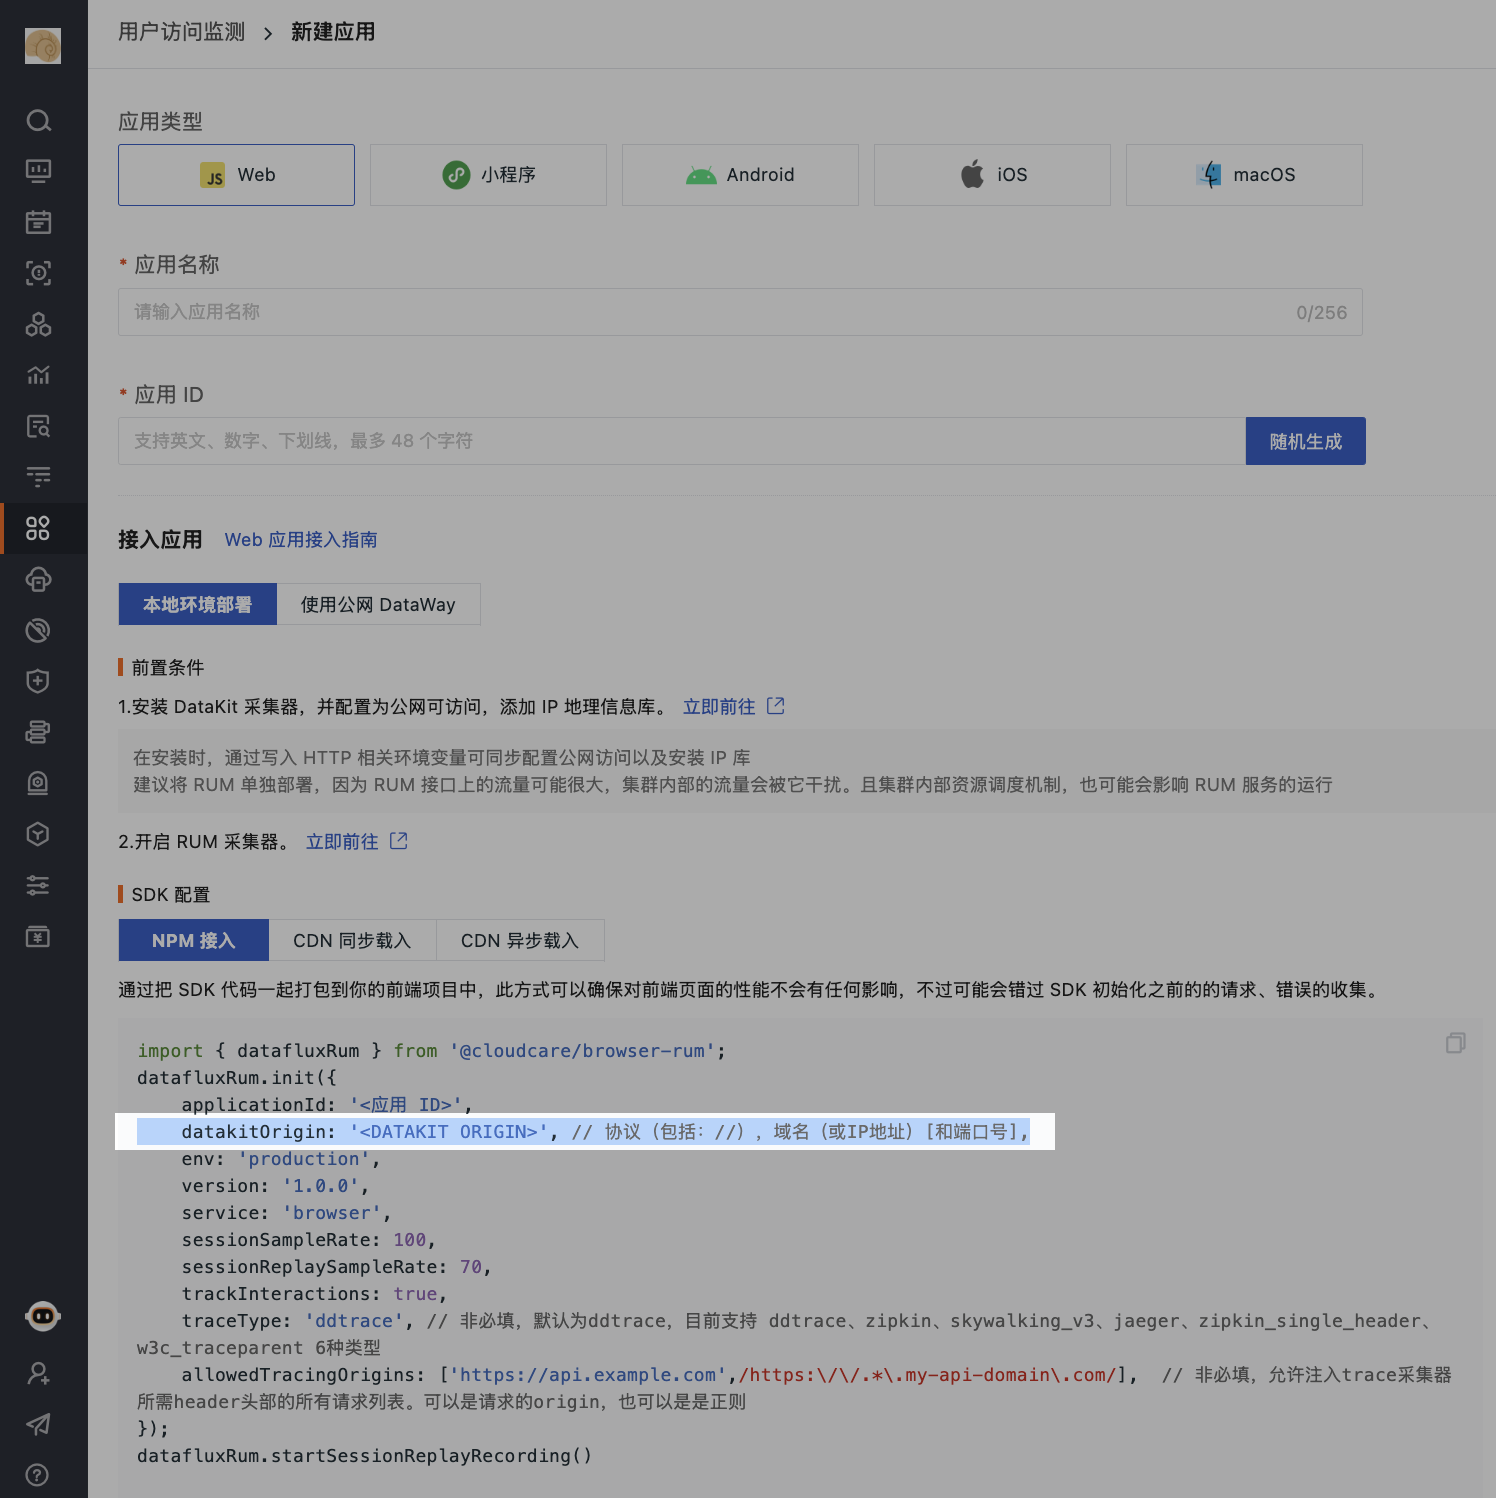 用户访问监测 > 新建应用
应用类型
JS Web
小程序
Android
iOS
macOS
* 应用名称
请输入应用名称 0/256
* 应用 ID
支持英文、数字、下划线，最多 48 个字符 随机生成
接入应用 Web 应用接入指南
本地环境部署 使用公网 DataWay
前置条件
1.安装 DataKit 采集器，并配置为公网可访问，添加 IP 地理信息库。 立即前往
在安装时，通过写入 HTTP 相关环境变量可同步配置公网访问以及安装 IP 库
建议将 RUM 单独部署，因为 RUM 接口上的流量可能很大，集群内部的流量会被它干扰。且集群内部资源调度机制，也可能会影响 RUM 服务的运行
2.开启 RUM 采集器。 立即前往
SDK 配置
NPM 接入 CDN 同步载入 CDN 异步载入
通过把 SDK 代码一起打包到你的前端项目中，此方式可以确保对前端页面的性能不会有任何影响，不过可能会错过 SDK 初始化之前的的请求、错误的收集。
import { datafluxRum } from '@cloudcare/browser-rum';
datafluxRum.init({
    applicationId: '<应用 ID>',
    datakitOrigin: '<DATAKIT ORIGIN>', // 协议（包括：//），域名（或IP地址）[和端口号],
    env: 'production',
    version: '1.0.0',
    service: 'browser',
    sessionSampleRate: 100,
    sessionReplaySampleRate: 70,
    trackInteractions: true,
    traceType: 'ddtrace', // 非必填，默认为ddtrace，目前支持 ddtrace、zipkin、skywalking_v3、jaeger、zipkin_single_header、
w3c_traceparent 6种类型
    allowedTracingOrigins: ['https://api.example.com',/https:\/\/.*\.my-api-domain\.com/],  // 非必填，允许注入trace采集器
所需header头部的所有请求列表。可以是请求的origin，也可以是是正则
});
datafluxRum.startSessionReplayRecording()